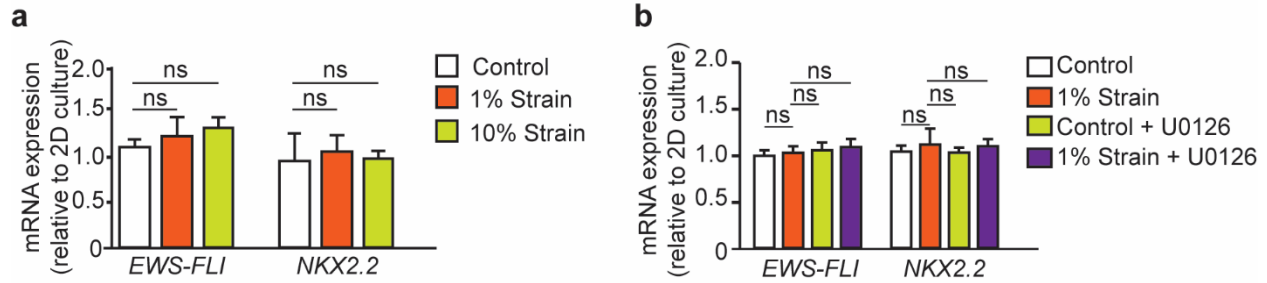 a
mRNA expression
(relative to 2D culture)
2.0
1.5
1.0
0.5
0
ns
ns
ns
ns
EWS-FLI
NKX2.2
Control
1% Strain
10% Strain
b
mRNA expression
(relative to 2D culture)
2.0
1.5
1.0
0.5
0
ns
ns
ns
ns
ns
ns
EWS-FLI
NKX2.2
Control
1% Strain
Control + U0126
1% Strain + U0126